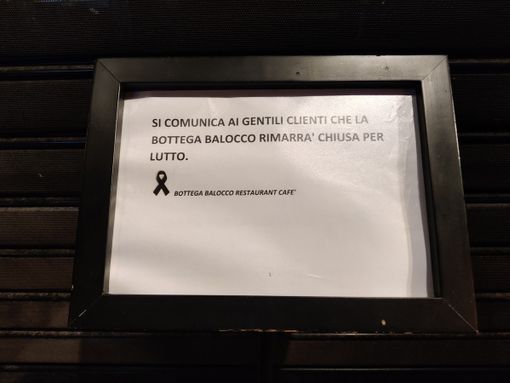 SI COMUNICA AI GENTILI CLIENTI CHE LA
BOTTEGA BALOCCO RIMARRA' CHIUSA PER
LUTTO.
BOTTEGA BALOCCO RESTAURANT CAFE'